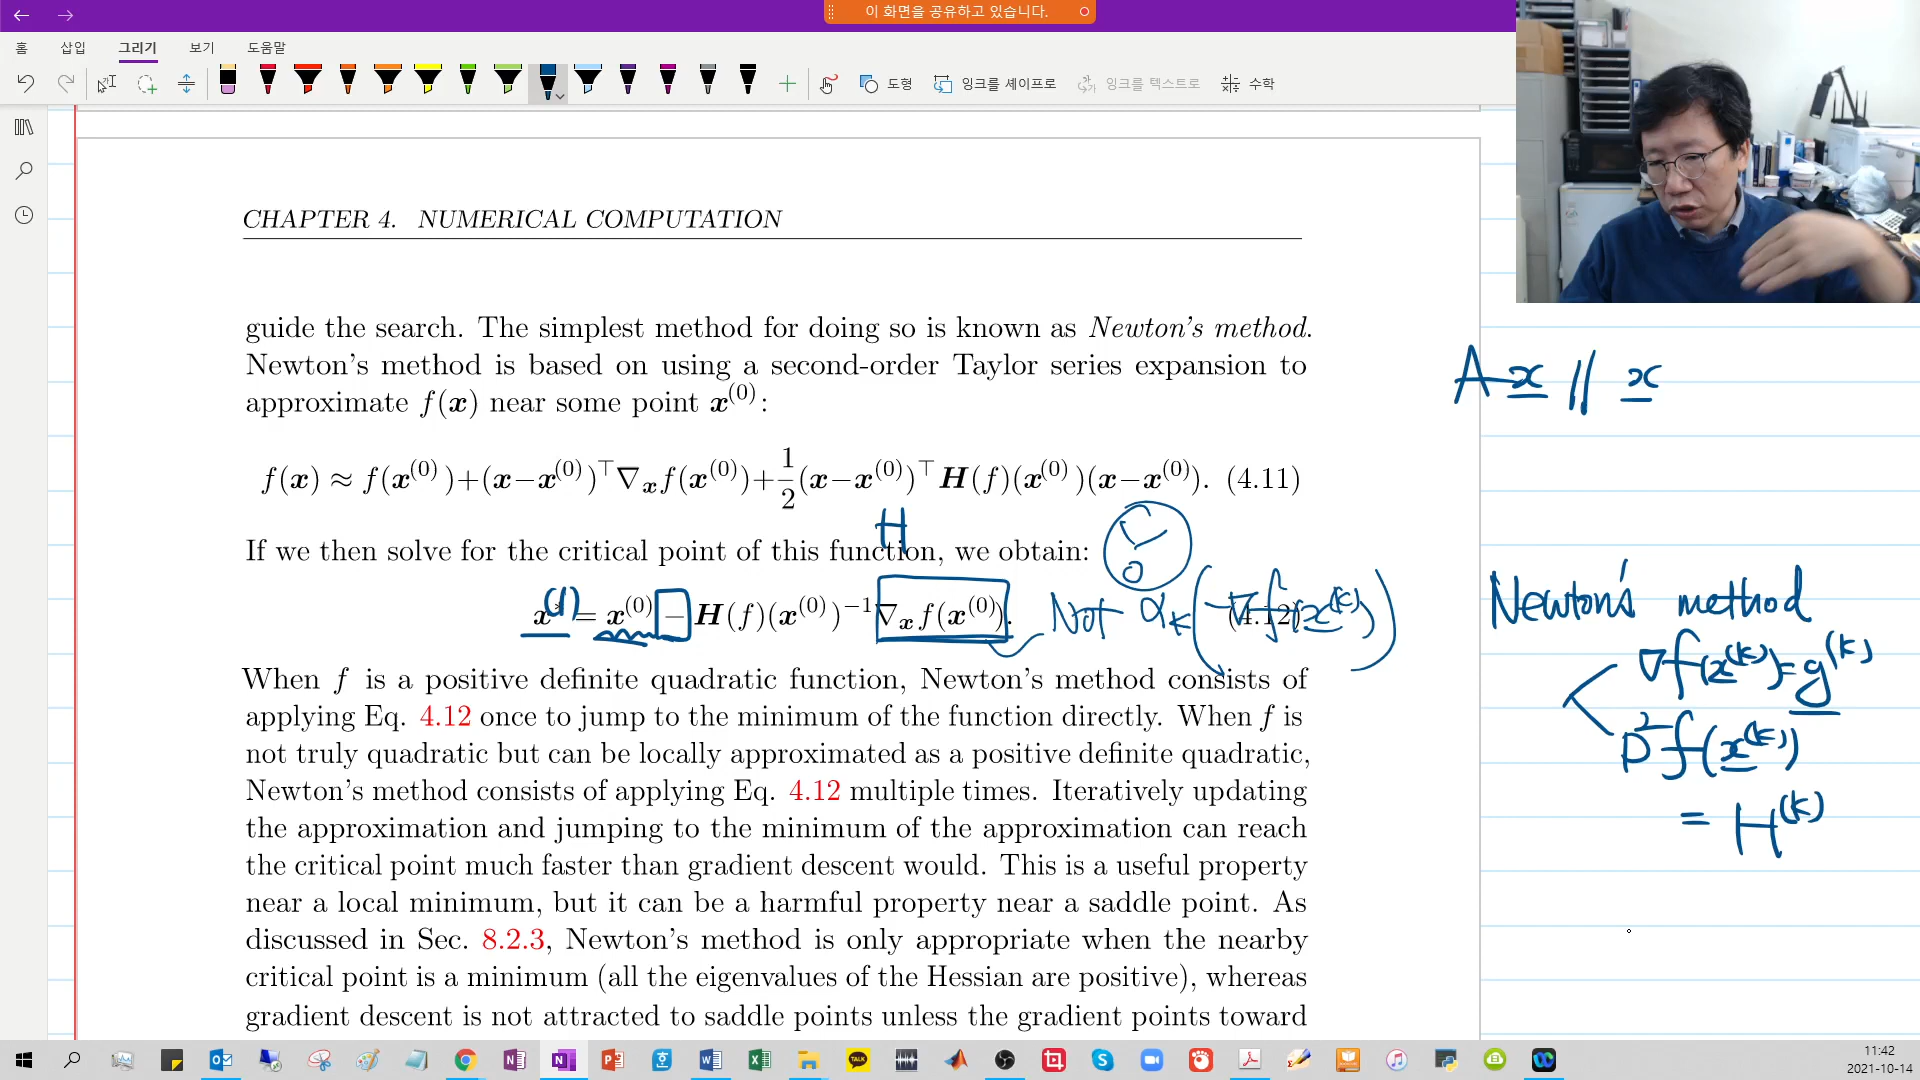 이 화면을 공유하고 있습니다.
홈 삽입 그리기 보기 도움말
도형 잉크를 셰이프로 잉크를 텍스트로 수학
CHAPTER 4. NUMERICAL COMPUTATION
guide the search. The simplest method for doing so is known as Newton's method.
Newton's method is based on using a second-order Taylor series expansion to
approximate f(x) near some point x^(0):
f(x) ≈ f(x^(0))+(x−x^(0))^⊤∇_x f(x^(0))+1/2(x−x^(0))^⊤H(f)(x^(0))(x−x^(0)). (4.11)
H
If we then solve for the critical point of this function, we obtain:
x^(1) = x^(0) − H(f)(x^(0))^−1∇_x f(x^(0)). (4.12)
Not α_k(−∇f(x^(k)))
When f is a positive definite quadratic function, Newton's method consists of
applying Eq. 4.12 once to jump to the minimum of the function directly. When f is
not truly quadratic but can be locally approximated as a positive definite quadratic,
Newton's method consists of applying Eq. 4.12 multiple times. Iteratively updating
the approximation and jumping to the minimum of the approximation can reach
the critical point much faster than gradient descent would. This is a useful property
near a local minimum, but it can be a harmful property near a saddle point. As
discussed in Sec. 8.2.3, Newton's method is only appropriate when the nearby
critical point is a minimum (all the eigenvalues of the Hessian are positive), whereas
gradient descent is not attracted to saddle points unless the gradient points toward
Ax // x
Newton's method
∇f(x^(k))=g^(k)
D²f(x^(k))
= H^(k)
11:42
2021-10-14